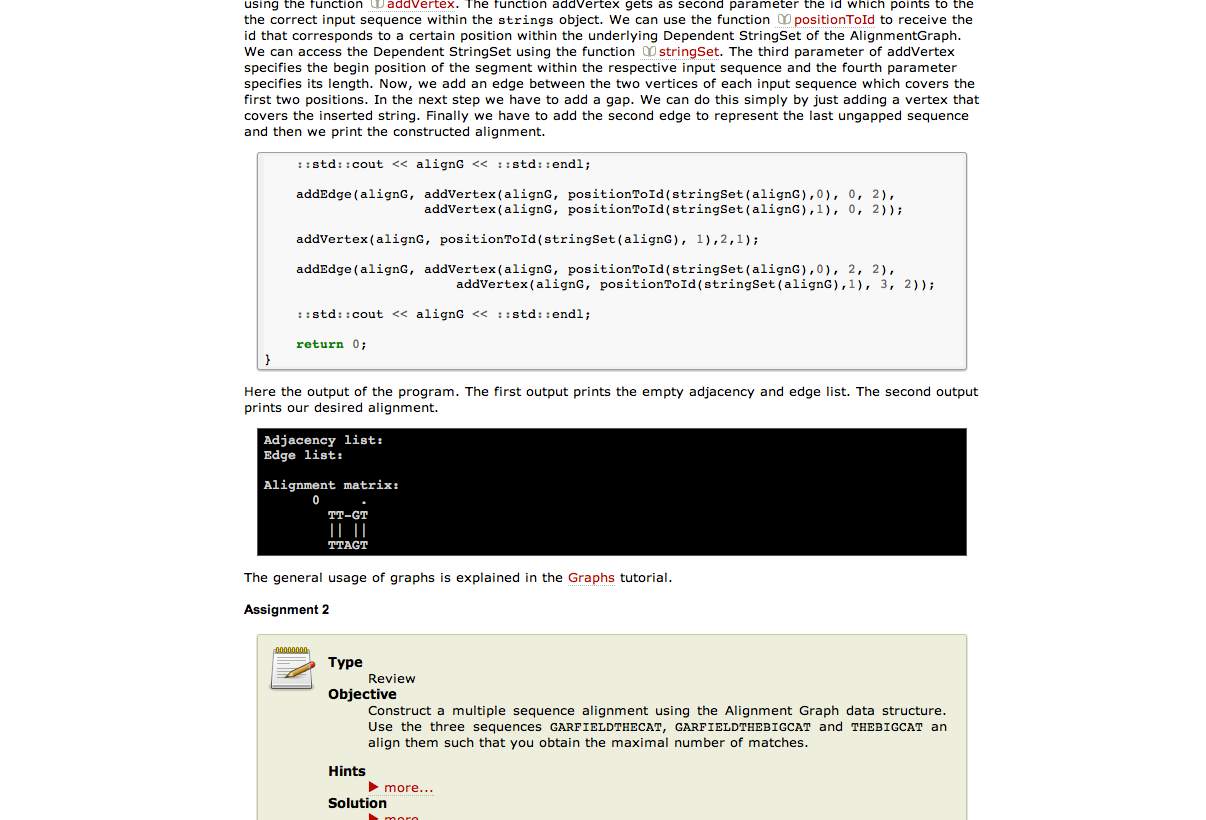 using the function addVertex. The function addVertex gets as second parameter the id which points to the
the correct input sequence within the strings object. We can use the function positionToId to receive the
id that corresponds to a certain position within the underlying Dependent StringSet of the AlignmentGraph.
We can access the Dependent StringSet using the function stringSet. The third parameter of addVertex
specifies the begin position of the segment within the respective input sequence and the fourth parameter
specifies its length. Now, we add an edge between the two vertices of each input sequence which covers the
first two positions. In the next step we have to add a gap. We can do this simply by just adding a vertex that
covers the inserted string. Finally we have to add the second edge to represent the last ungapped sequence
and then we print the constructed alignment.
::std::cout << alignG << ::std::endl;
addEdge(alignG, addVertex(alignG, positionToId(stringSet(alignG),0), 0, 2),
addVertex(alignG, positionToId(stringSet(alignG),1), 0, 2));
addVertex(alignG, positionToId(stringSet(alignG), 1),2,1);
addEdge(alignG, addVertex(alignG, positionToId(stringSet(alignG),0), 2, 2),
addVertex(alignG, positionToId(stringSet(alignG),1), 3, 2));
::std::cout << alignG << ::std::endl;
return 0;
}
Here the output of the program. The first output prints the empty adjacency and edge list. The second output
prints our desired alignment.
Adjacency list:
Edge list:
Alignment matrix:
0 .
TT-GT
|| ||
TTAGT
The general usage of graphs is explained in the Graphs tutorial.
Assignment 2
Type
Review
Objective
Construct a multiple sequence alignment using the Alignment Graph data structure.
Use the three sequences GARFIELDTHECAT, GARFIELDTHEBIGCAT and THEBIGCAT an
align them such that you obtain the maximal number of matches.
Hints
more...
Solution
more